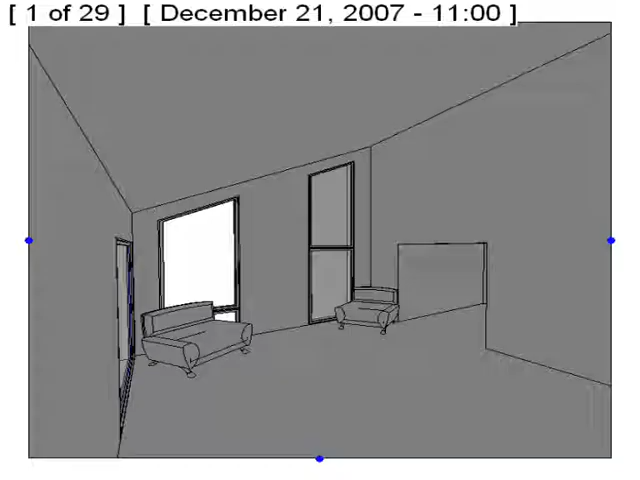 [ 1 of 29 ] [ December 21, 2007 - 11:00 ]